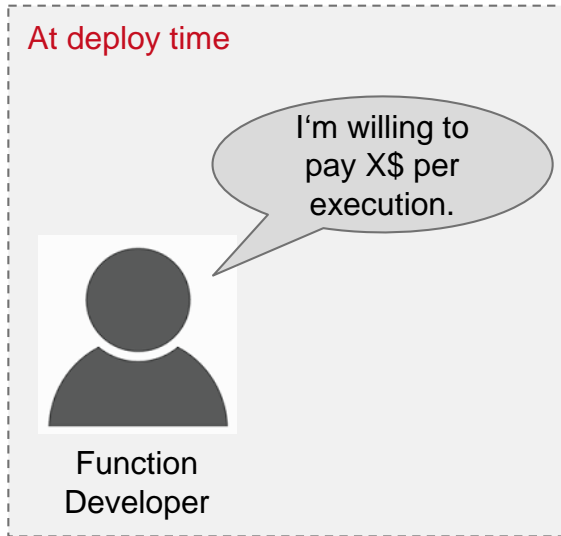 At deploy time
I‘m willing to
pay X$ per
execution.
Function
Developer